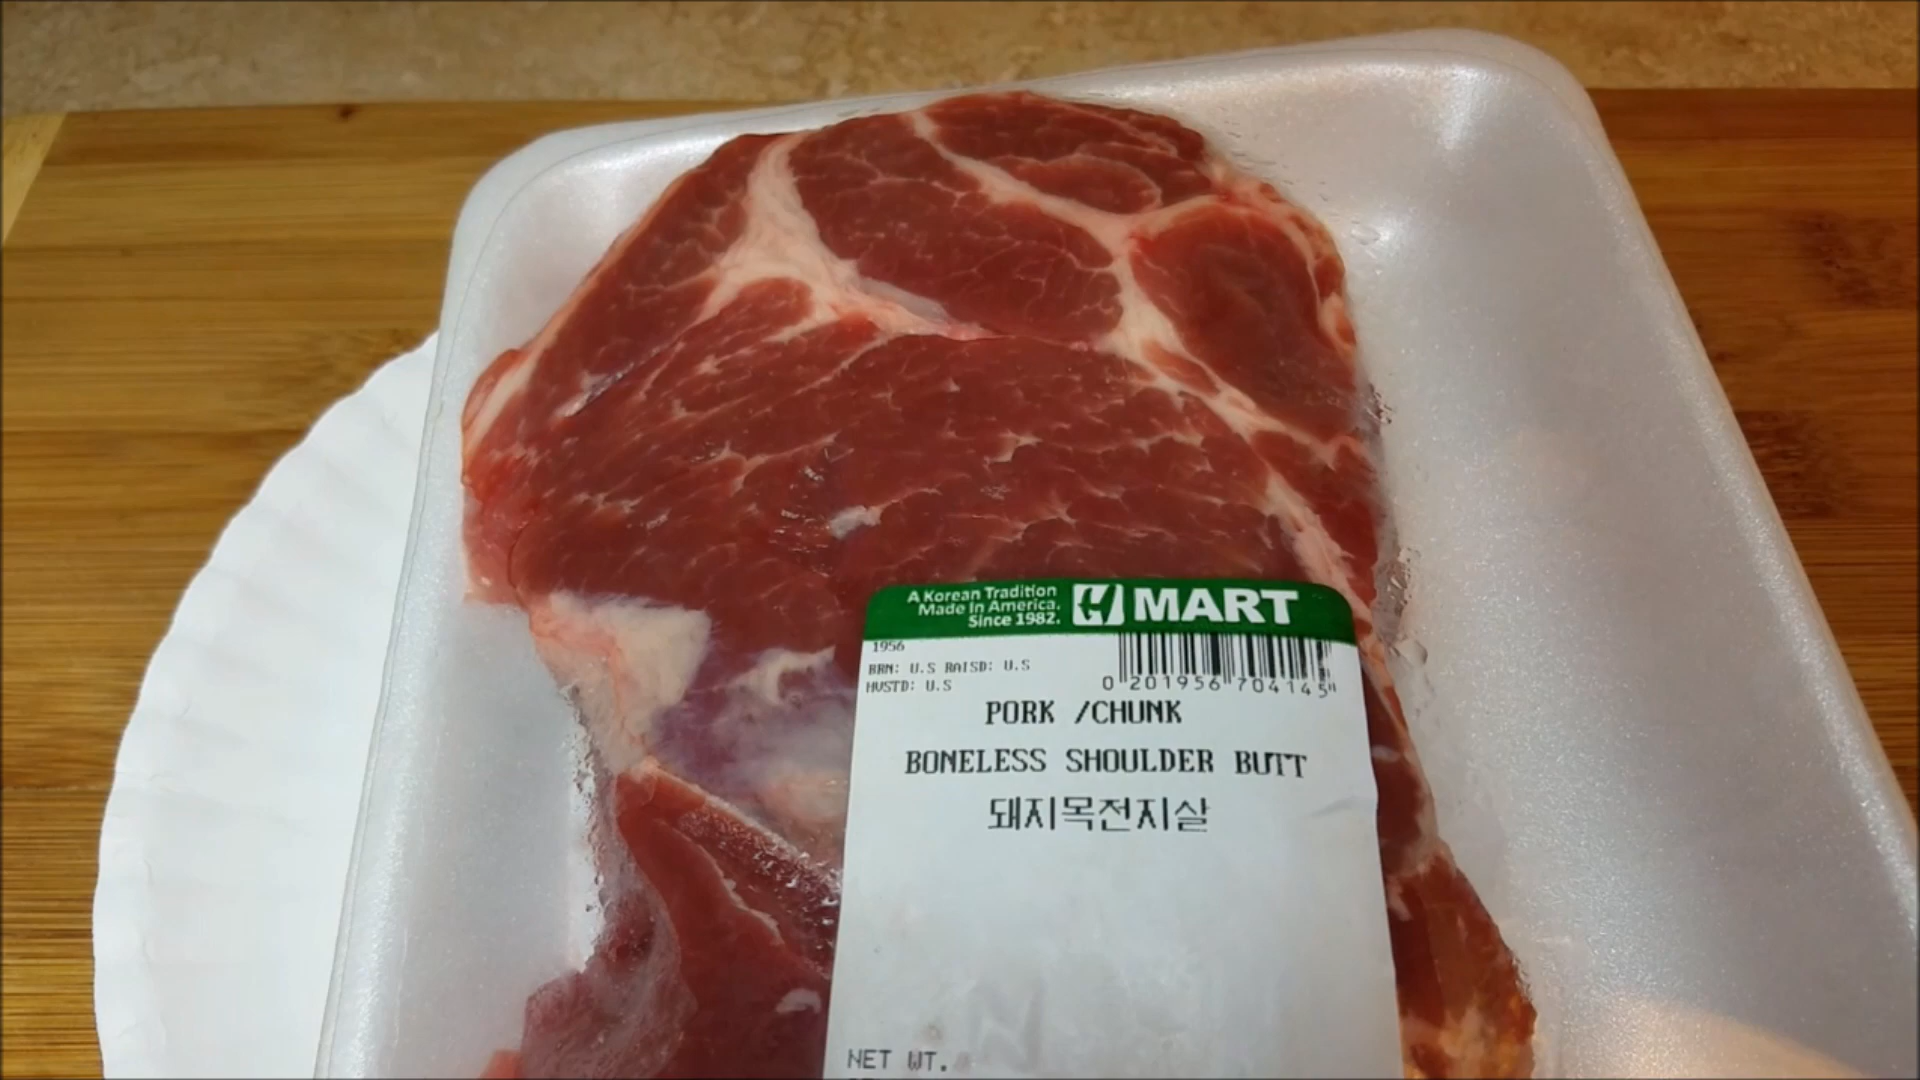 A Korean Tradition
Made In America.
Since 1982.
H MART
1956
BRN: U.S RAISD: U.S
HVSTD: U.S
0 201956 704145
PORK /CHUNK
BONELESS SHOULDER BUTT
돼지목전지살
NET WT.